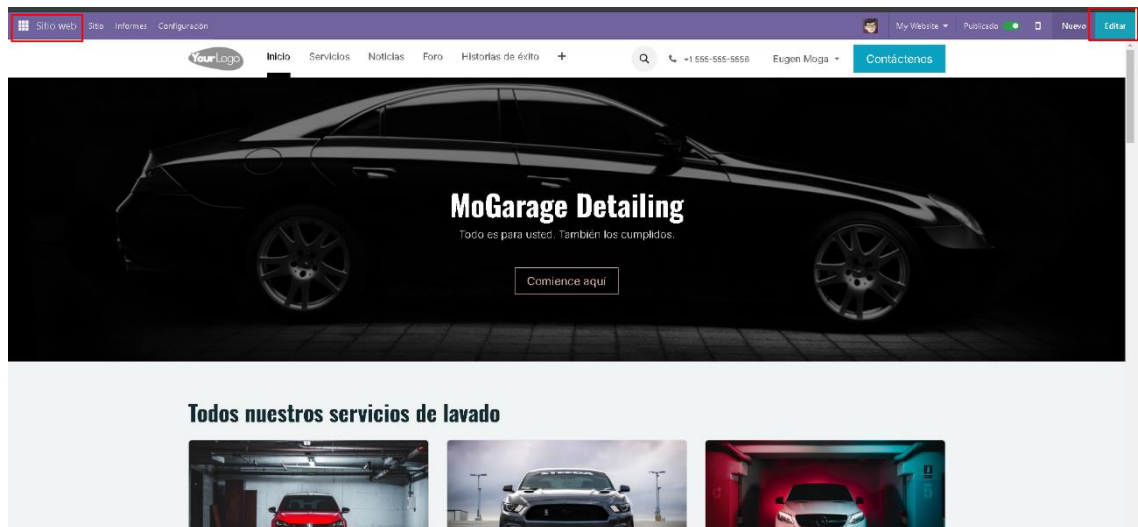 Sitio web Sitio Informes Configuración My Website Publicado Nuevo Editar
YourLogo Inicio Servicios Noticias Foro Historias de éxito + +1 555-555-5556 Eugen Moga Contáctenos
MoGarage Detailing
Todo es para usted. También los cumplidos.
Comience aquí
Todos nuestros servicios de lavado